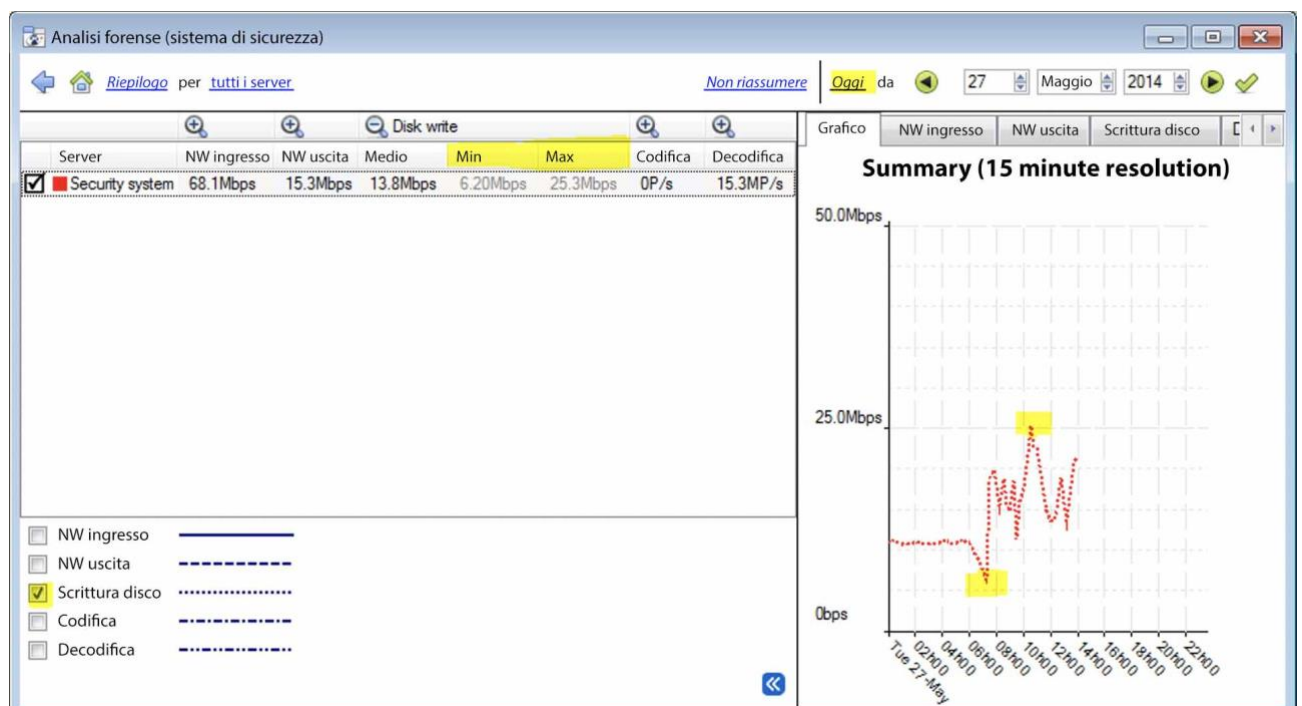 Analisi forense (sistema di sicurezza)
Riepilogo per tutti i server
Non riassumere
Oggi da
27
Maggio
2014
Disk write
Server
NW ingresso
NW uscita
Medio
Min
Max
Codifica
Decodifica
Security system
68.1Mbps
15.3Mbps
13.8Mbps
6.20Mbps
25.3Mbps
0P/s
15.3MP/s
NW ingresso
NW uscita
Scrittura disco
Codifica
Decodifica
Grafico
NW ingresso
NW uscita
Scrittura disco
Summary (15 minute resolution)
50.0Mbps
25.0Mbps
0bps
Tue 27-May
02h00
04h00
06h00
08h00
10h00
12h00
14h00
16h00
18h00
20h00
22h00